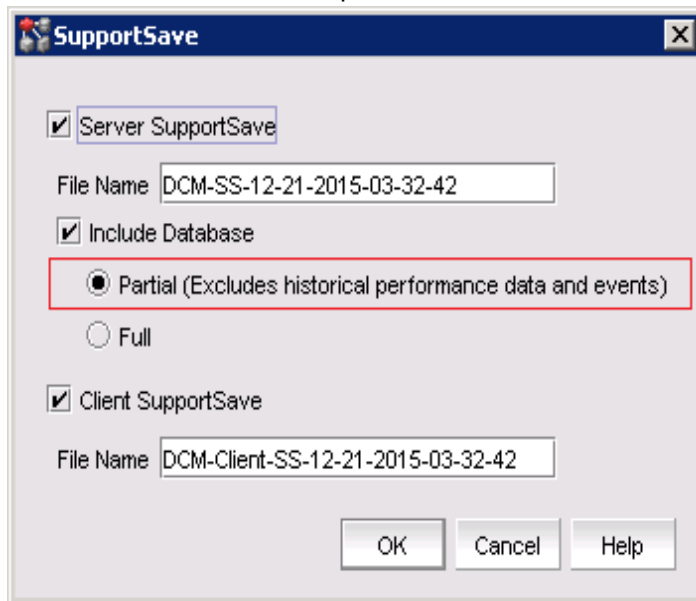 SupportSave
Server SupportSave
File Name DCM-SS-12-21-2015-03-32-42
Include Database
Partial (Excludes historical performance data and events)
Full
Client SupportSave
File Name DCM-Client-SS-12-21-2015-03-32-42
OK Cancel Help